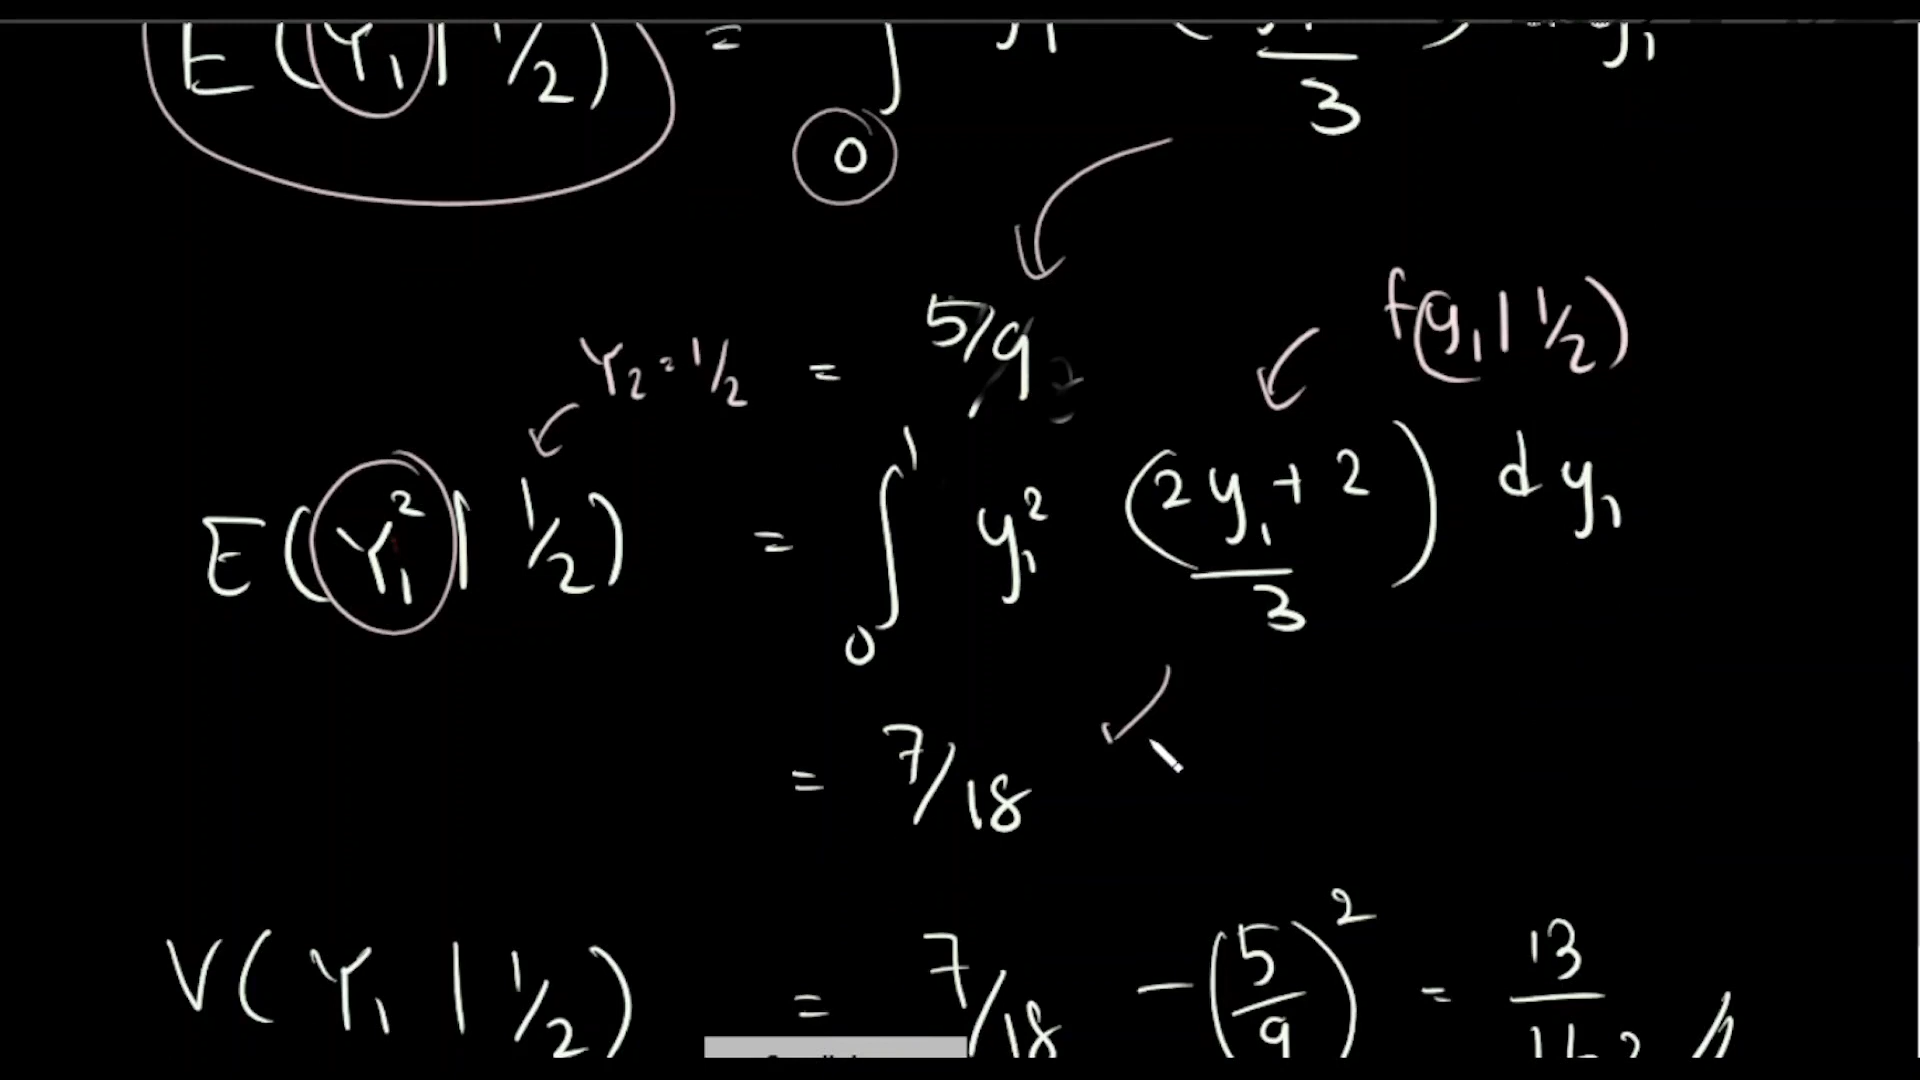 E(Y₁|1/2) = ∫₀ y₁ ( /3) dy₁
= 5/9
Y₂ = 1/2
f(y₁|1/2)
E(Y₁²|1/2) = ∫₀¹ y₁² (2y₁+2)/3 dy₁
= 7/18
V(Y₁|1/2) = 7/18 - (5/9)² = 13/162